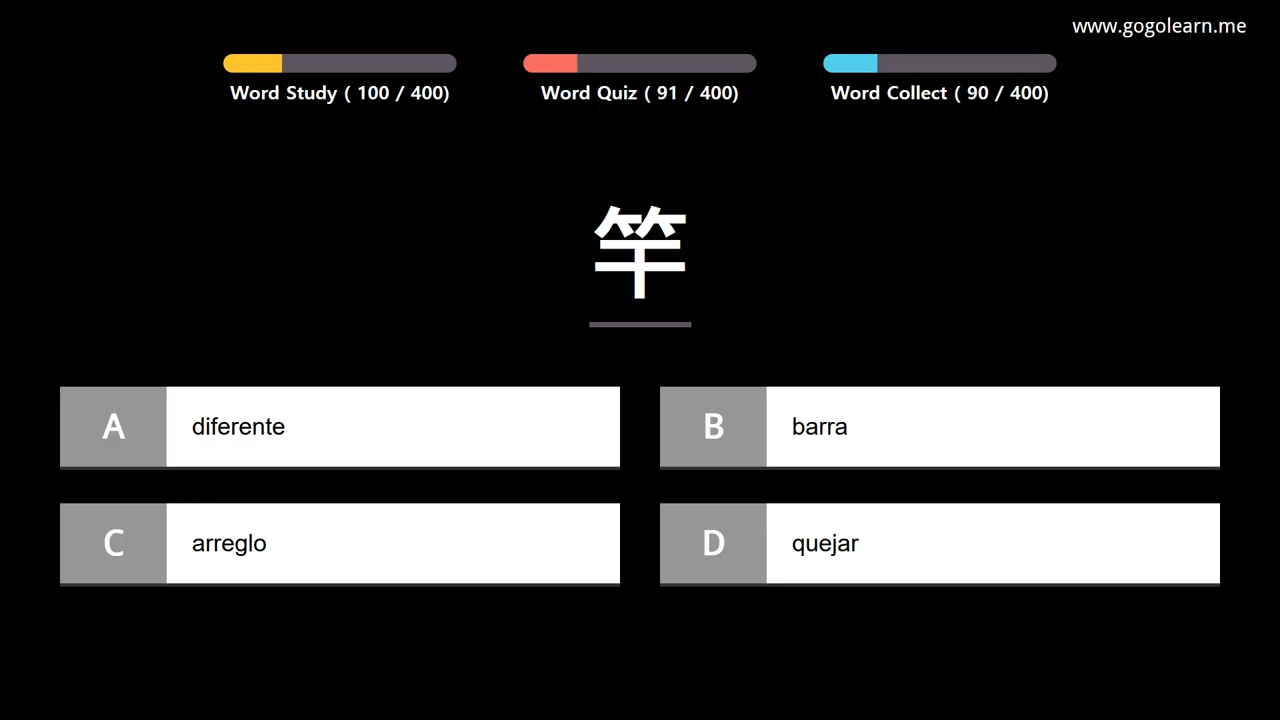 www.gogolearn.me
Word Study ( 100 / 400)
Word Quiz ( 91 / 400)
Word Collect ( 90 / 400)
竿
A diferente
B barra
C arreglo
D quejar